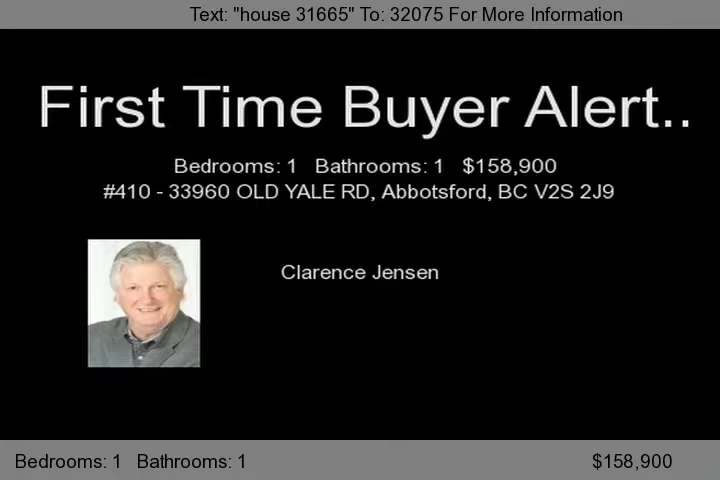 Text: "house 31665" To: 32075 For More Information
First Time Buyer Alert..
Bedrooms: 1 Bathrooms: 1 $158,900
#410 - 33960 OLD YALE RD, Abbotsford, BC V2S 2J9
Clarence Jensen
Bedrooms: 1 Bathrooms: 1 $158,900